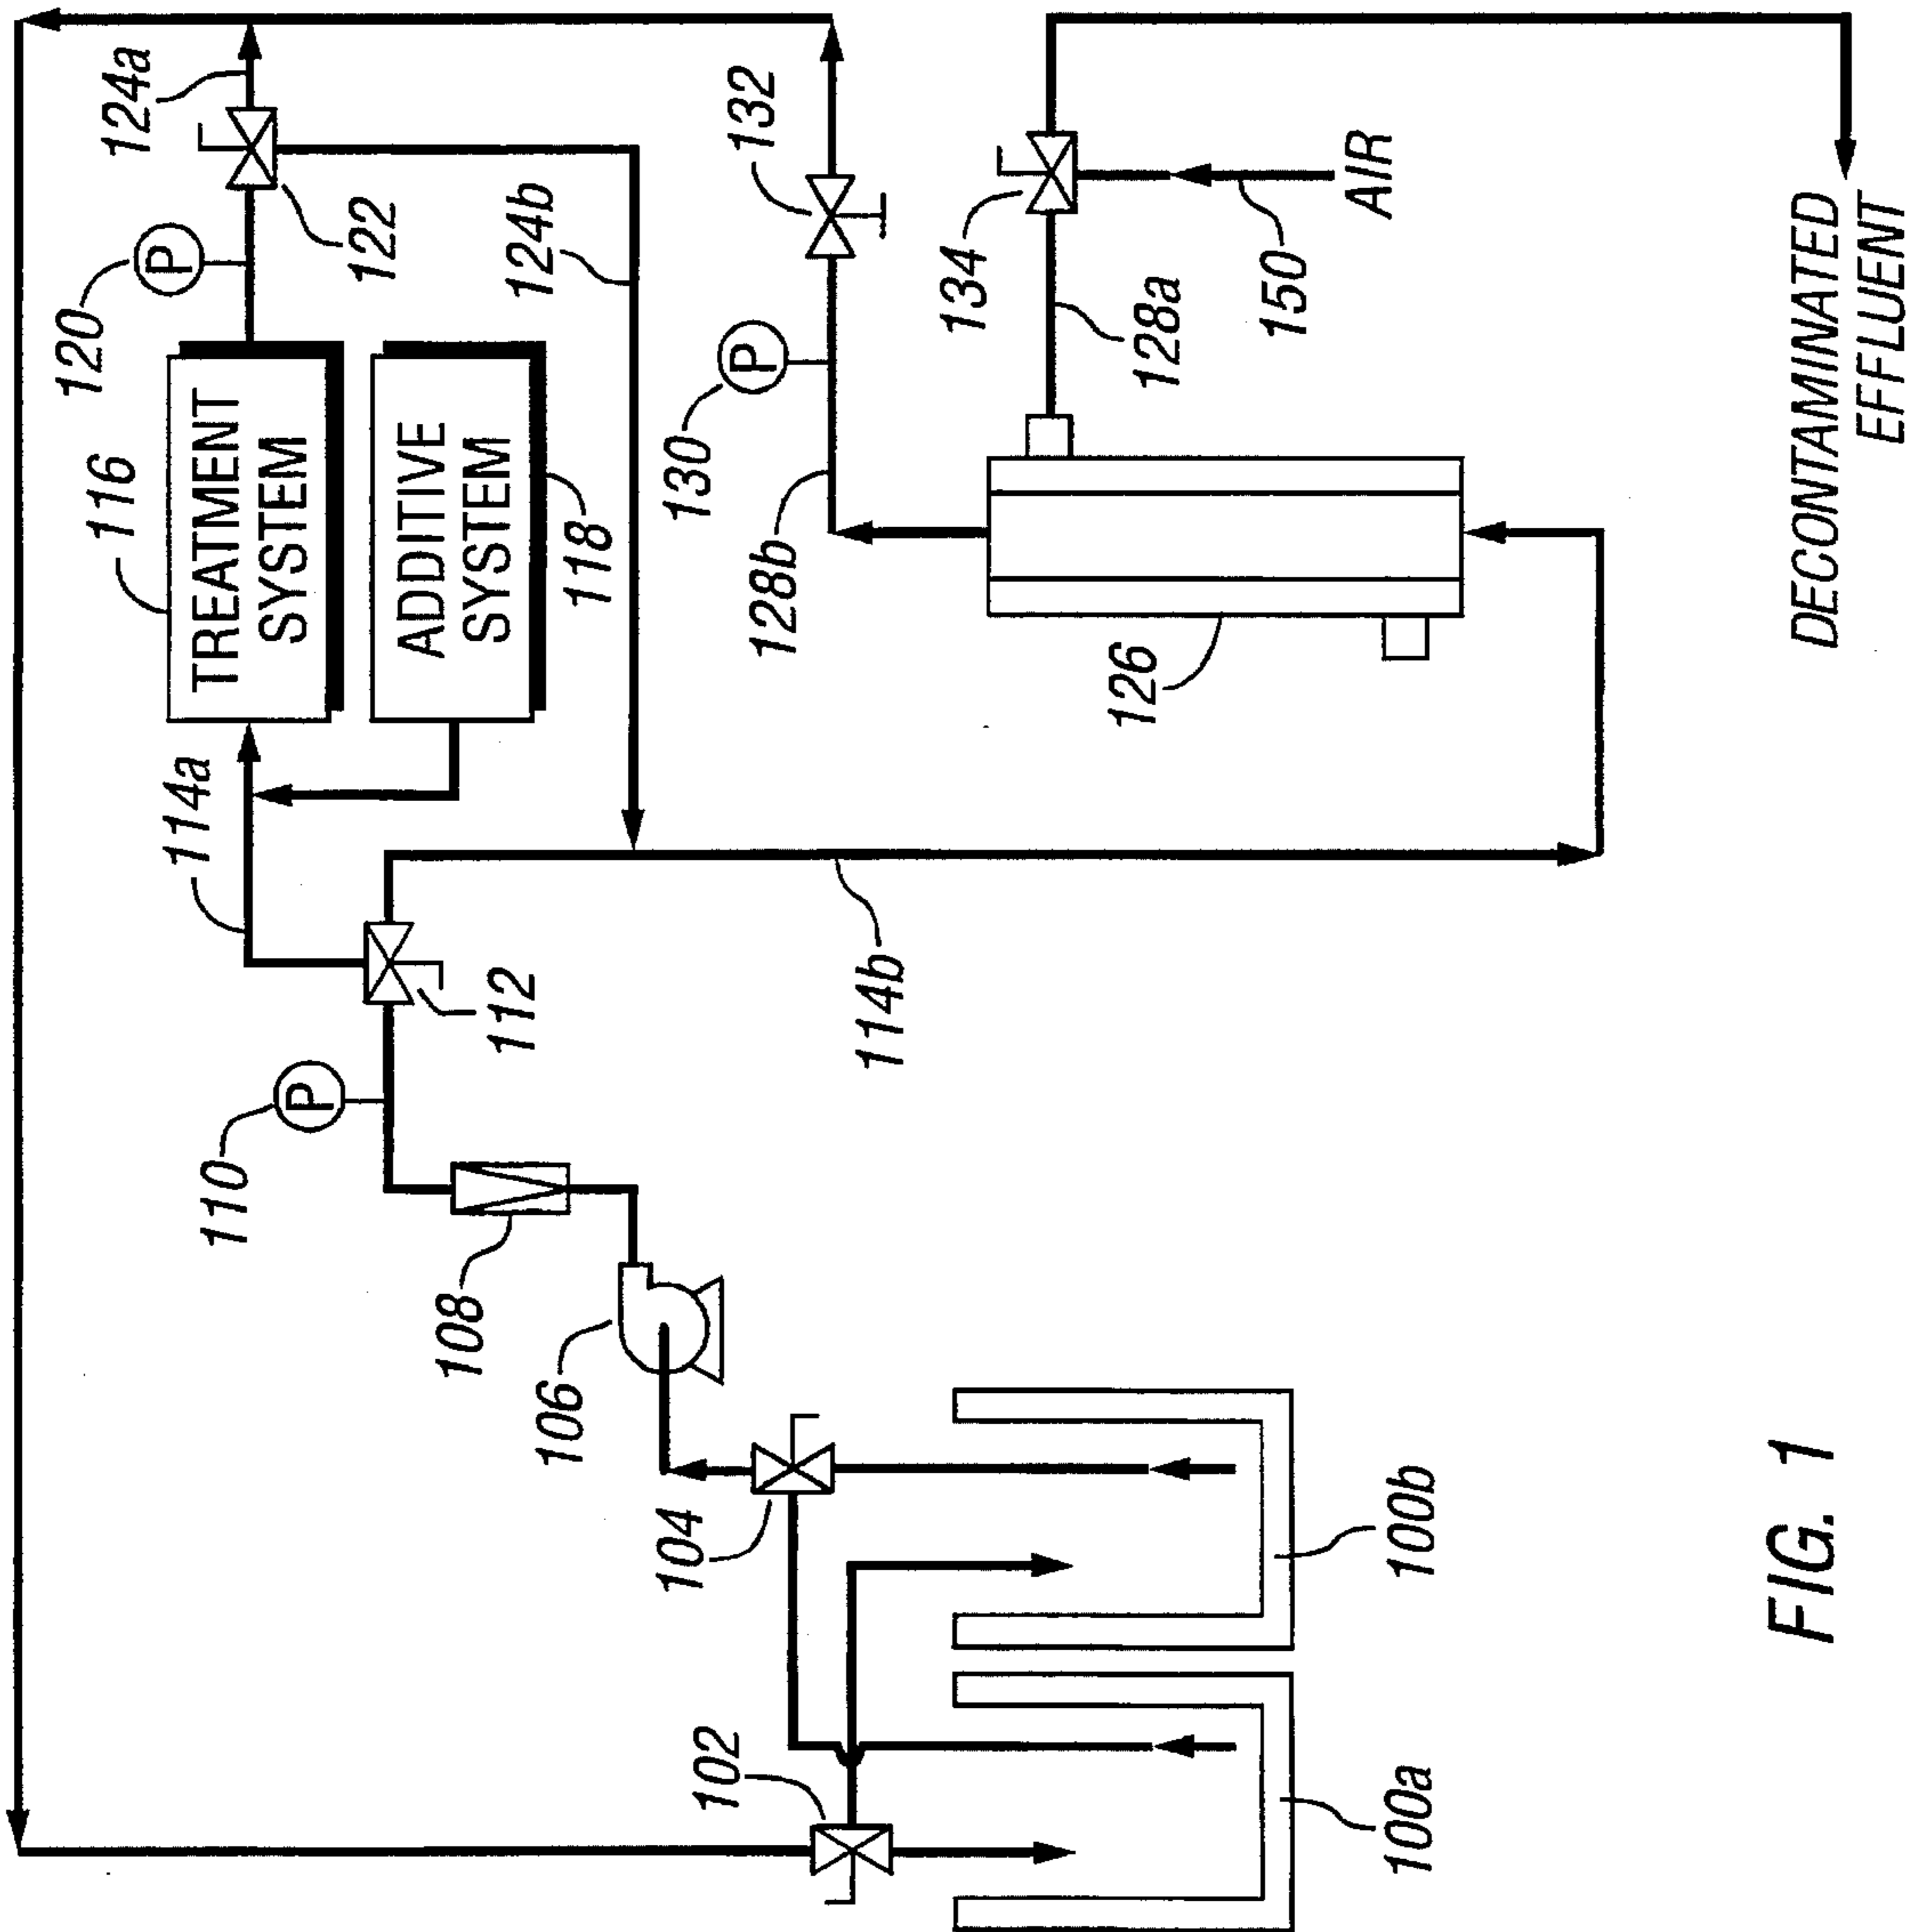 124a
120
P
116
TREATMENT
SYSTEM
114a
122
ADDITIVE
SYSTEM
118
124b
110
P
112
108
106
104
102
100a
100b
114b
132
130
P
128b
134
128a
150
AIR
126
DECONTAMINATED
EFFLUENT
FIG. 1